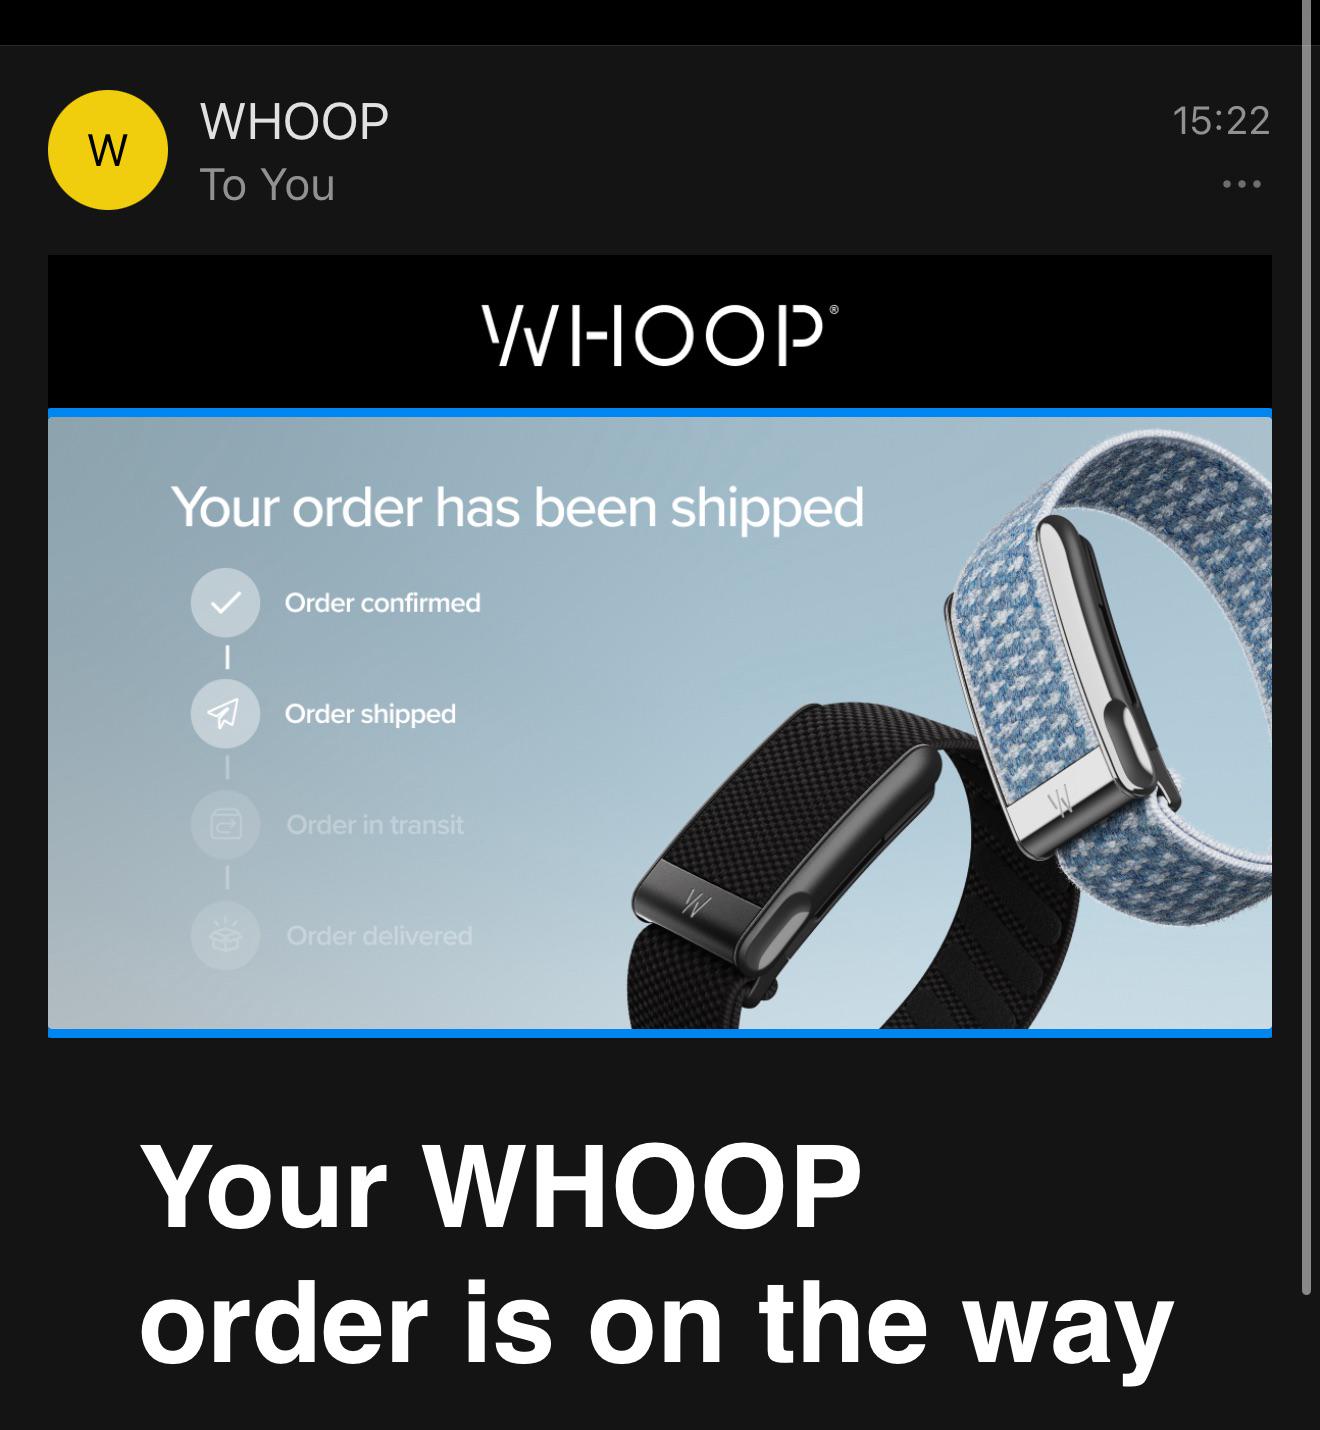 W
WHOOP
15:22
To You
WHOOP®
Your order has been shipped
Order confirmed
Order shipped
Order in transit
Order delivered
W
W
Your WHOOP
order is on the way